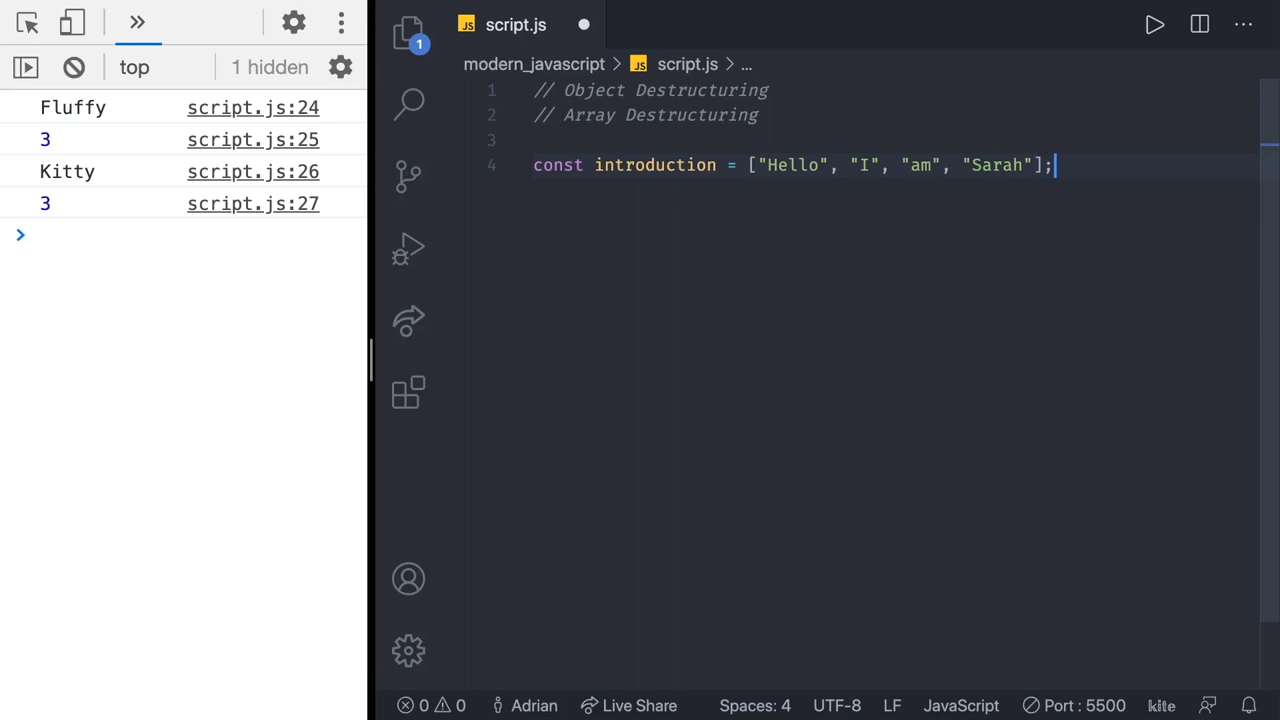 top
1 hidden
Fluffy script.js:24
3 script.js:25
Kitty script.js:26
3 script.js:27
1
JS script.js
modern_javascript > JS script.js > ...
1 // Object Destructuring
2 // Array Destructuring
3
4 const introduction = ["Hello", "I", "am", "Sarah"];
0 0 Adrian Live Share Spaces: 4 UTF-8 LF JavaScript Port : 5500 kite